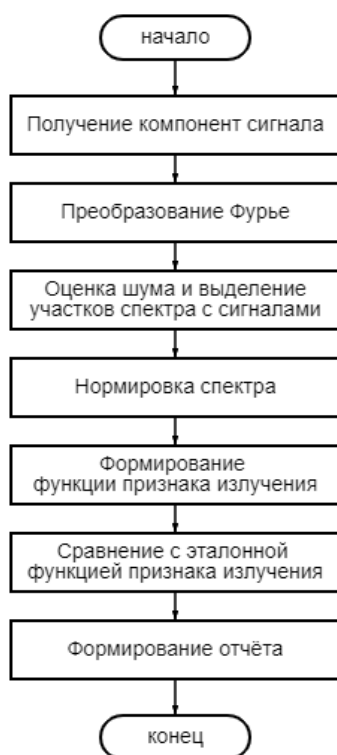 начало
Получение компонент сигнала
Преобразование Фурье
Оценка шума и выделение
участков спектра с сигналами
Нормировка спектра
Формирование
функции признака излучения
Сравнение с эталонной
функцией признака излучения
Формирование отчёта
конец